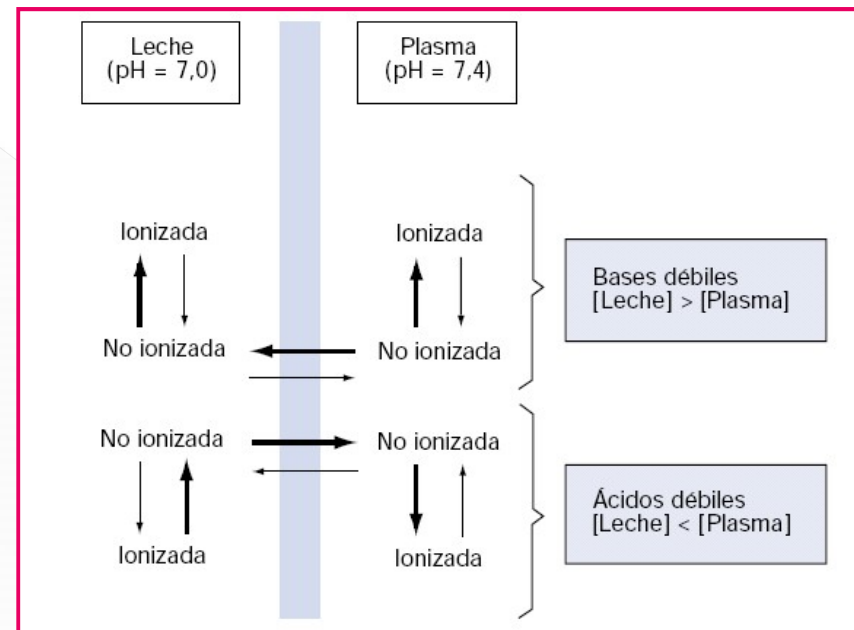 Leche
(pH = 7,0)
Plasma
(pH = 7,4)
Ionizada
Ionizada
No ionizada
No ionizada
Bases débiles
[Leche] > [Plasma]
No ionizada
No ionizada
Ionizada
Ionizada
Ácidos débiles
[Leche] < [Plasma]